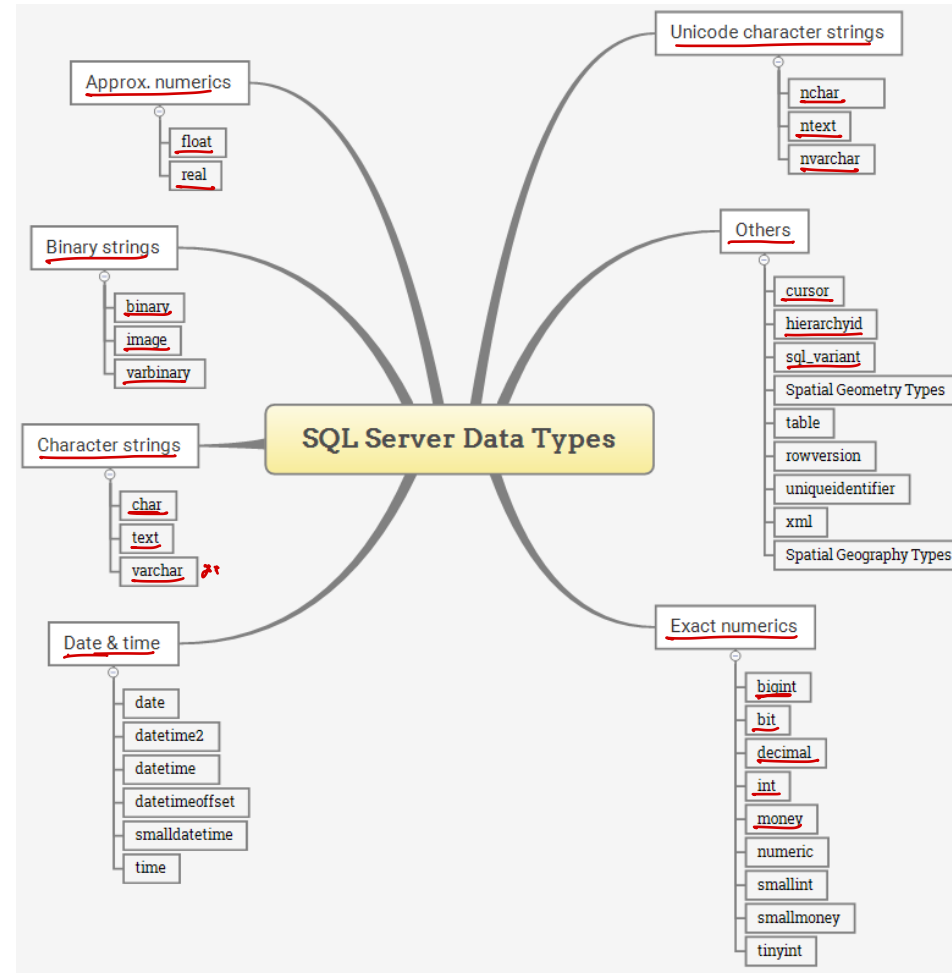 SQL Server Data Types
Approx. numerics
float
real
Binary strings
binary
image
varbinary
Character strings
char
text
varchar
Date & time
date
datetime2
datetime
datetimeoffset
smalldatetime
time
Unicode character strings
nchar
ntext
nvarchar
Others
cursor
hierarchyid
sql_variant
Spatial Geometry Types
table
rowversion
uniqueidentifier
xml
Spatial Geography Types
Exact numerics
bigint
bit
decimal
int
money
numeric
smallint
smallmoney
tinyint